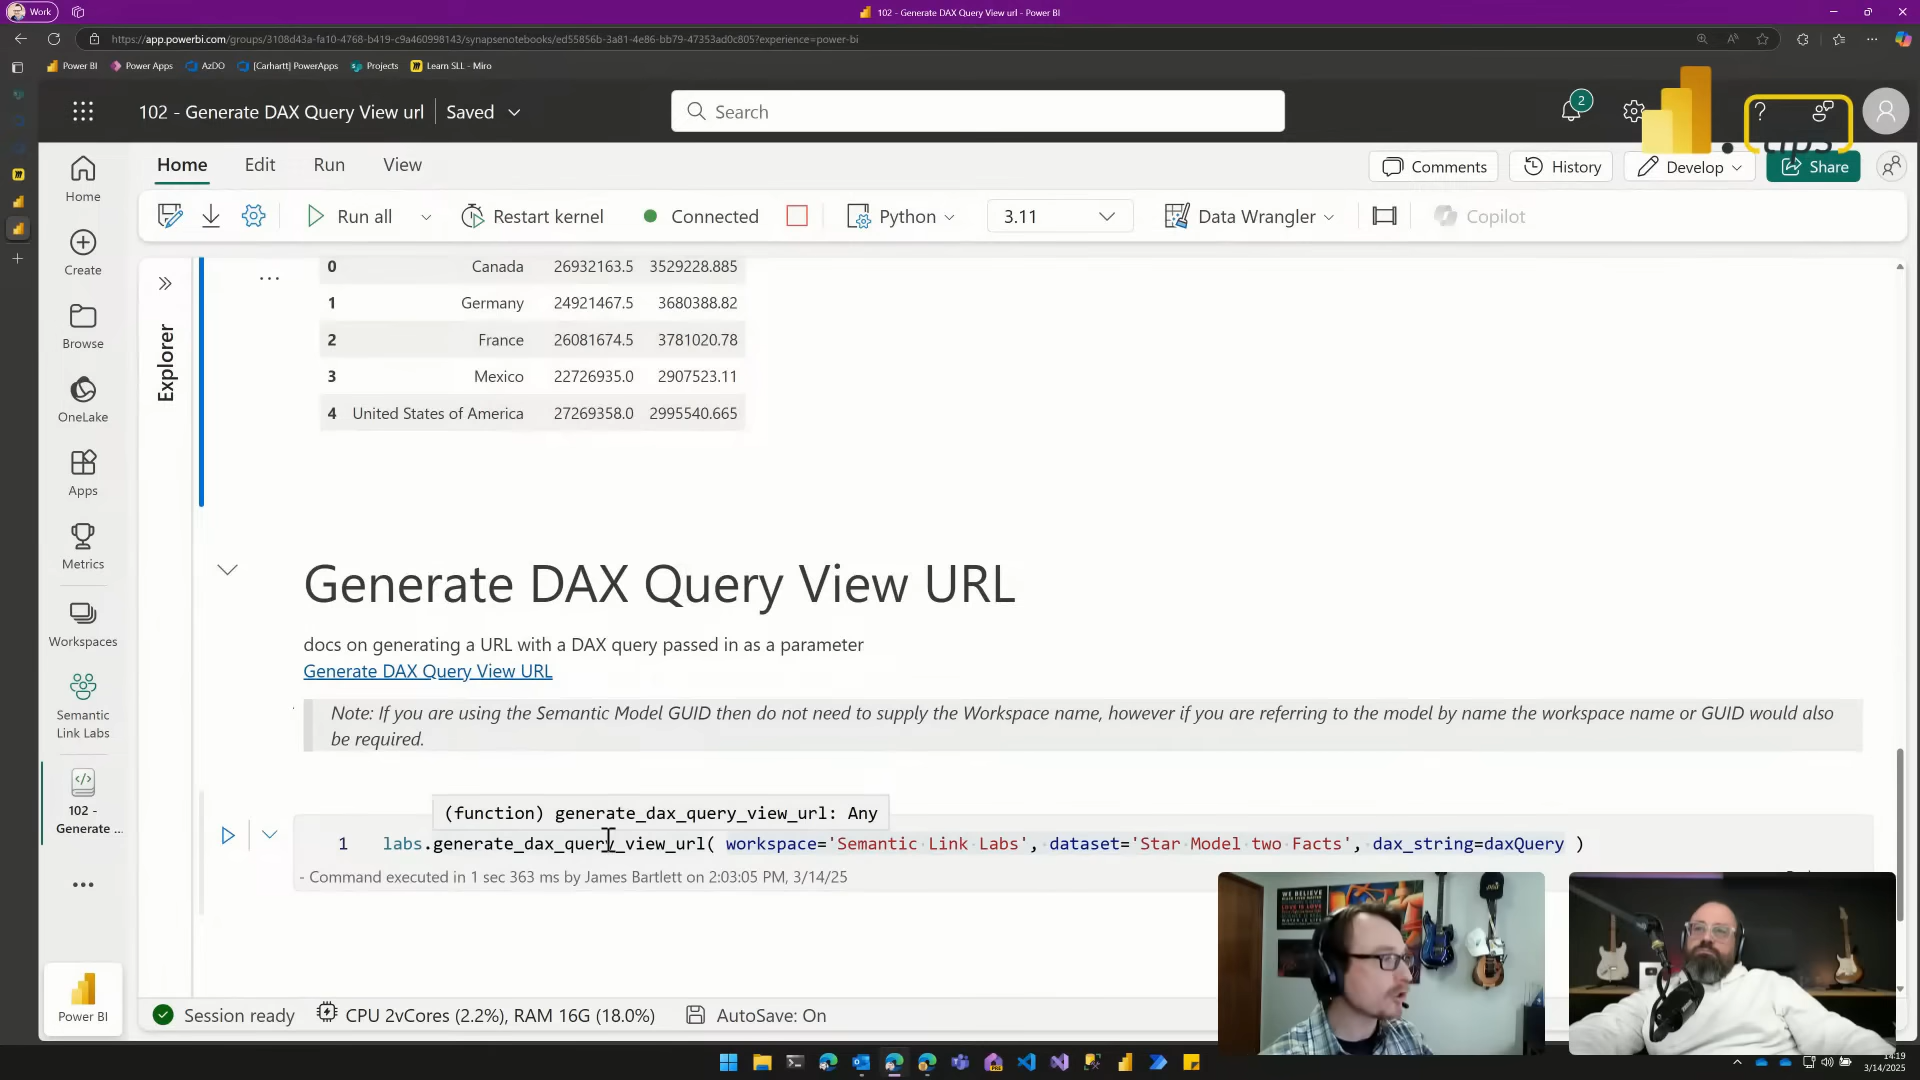 Work
102 - Generate DAX Query View url - Power BI
https://app.powerbi.com/groups/3108d43a-fa10-4768-b419-c9a460998143/synapsenotebooks/ed55856b-3a81-4e86-bb79-47353ad0c805?experience=power-bi
Power BI Power Apps AzDO [Carhartt] PowerApps Projects Learn SLL - Miro
102 - Generate DAX Query View url Saved Search 2
tips
Home Edit Run View Comments History Develop Share
Run all Restart kernel Connected Python 3.11 Data Wrangler Copilot
Home
Create
Browse
OneLake
Apps
Metrics
Workspaces
Semantic
Link Labs
102 -
Generate ...
Power BI
Explorer
0 Canada 26932163.5 3529228.885
1 Germany 24921467.5 3680388.82
2 France 26081674.5 3781020.78
3 Mexico 22726935.0 2907523.11
4 United States of America 27269358.0 2995540.665
Generate DAX Query View URL
docs on generating a URL with a DAX query passed in as a parameter
Generate DAX Query View URL
Note: If you are using the Semantic Model GUID then do not need to supply the Workspace name, however if you are referring to the model by name the workspace name or GUID would also
be required.
(function) generate_dax_query_view_url: Any
1 labs.generate_dax_query_view_url( workspace='Semantic Link Labs', dataset='Star Model two Facts', dax_string=daxQuery )
- Command executed in 1 sec 363 ms by James Bartlett on 2:03:05 PM, 3/14/25
WE BELIEVE
LOVE IS LOVE
Session ready CPU 2vCores (2.2%), RAM 16G (18.0%) AutoSave: On
14:19
3/14/2025